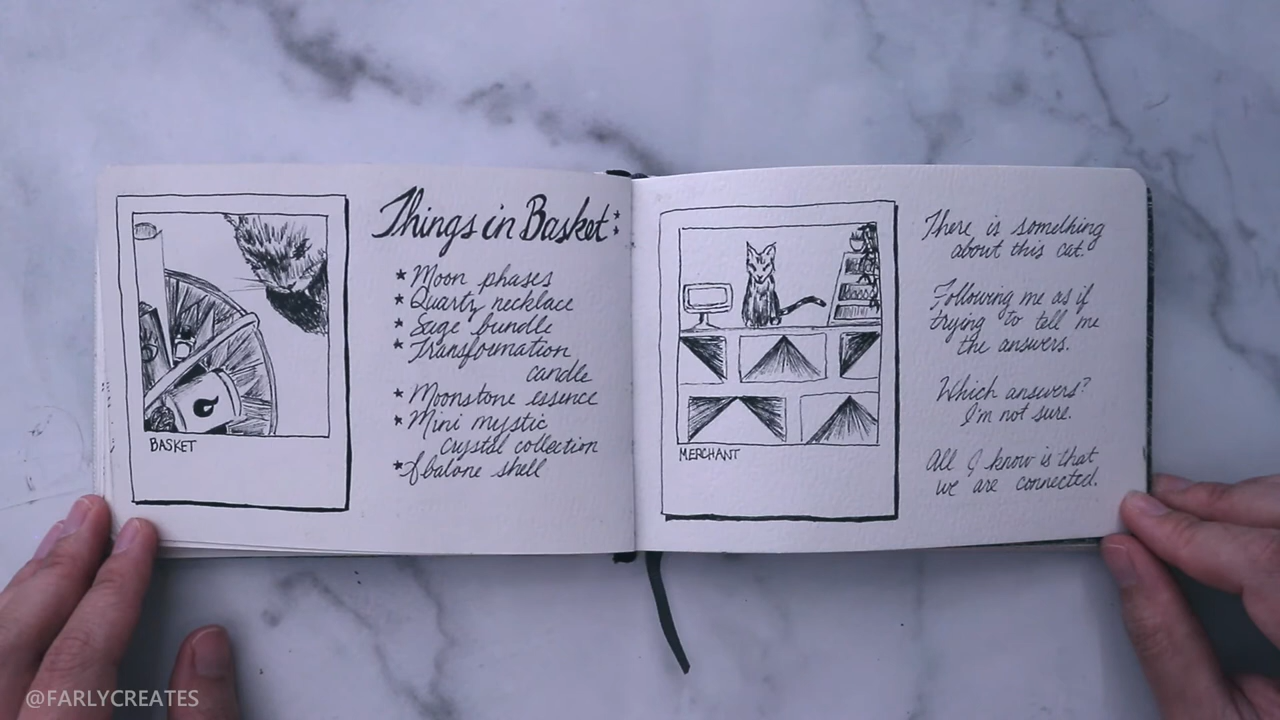 Things in Basket:
* Moon phases
* Quartz necklace
* Sage bundle
* Transformation
candle
* Moonstone essence
* Mini mystic
crystal collection
* Abalone shell
BASKET
MERCHANT
There is something
about this cat.
Following me as if
trying to tell me
the answers.
Which answers?
I'm not sure.
All I know is that
we are connected.
@FARLYCREATES